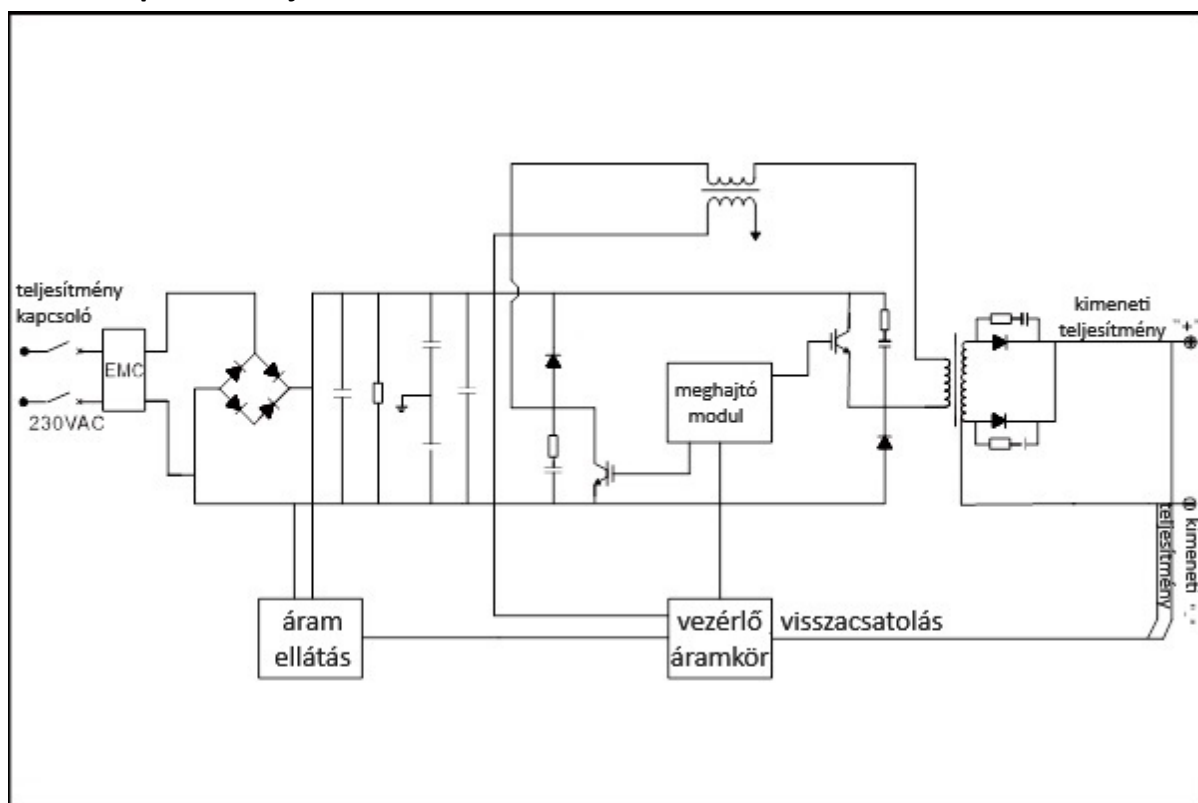 teljesítmény
kapcsoló
EMC
230VAC
meghajtó
modul
kimeneti
teljesítmény
"+"
kimeneti "-"
teljesítmény
áram
ellátás
vezérlő
áramkör
visszacsatolás